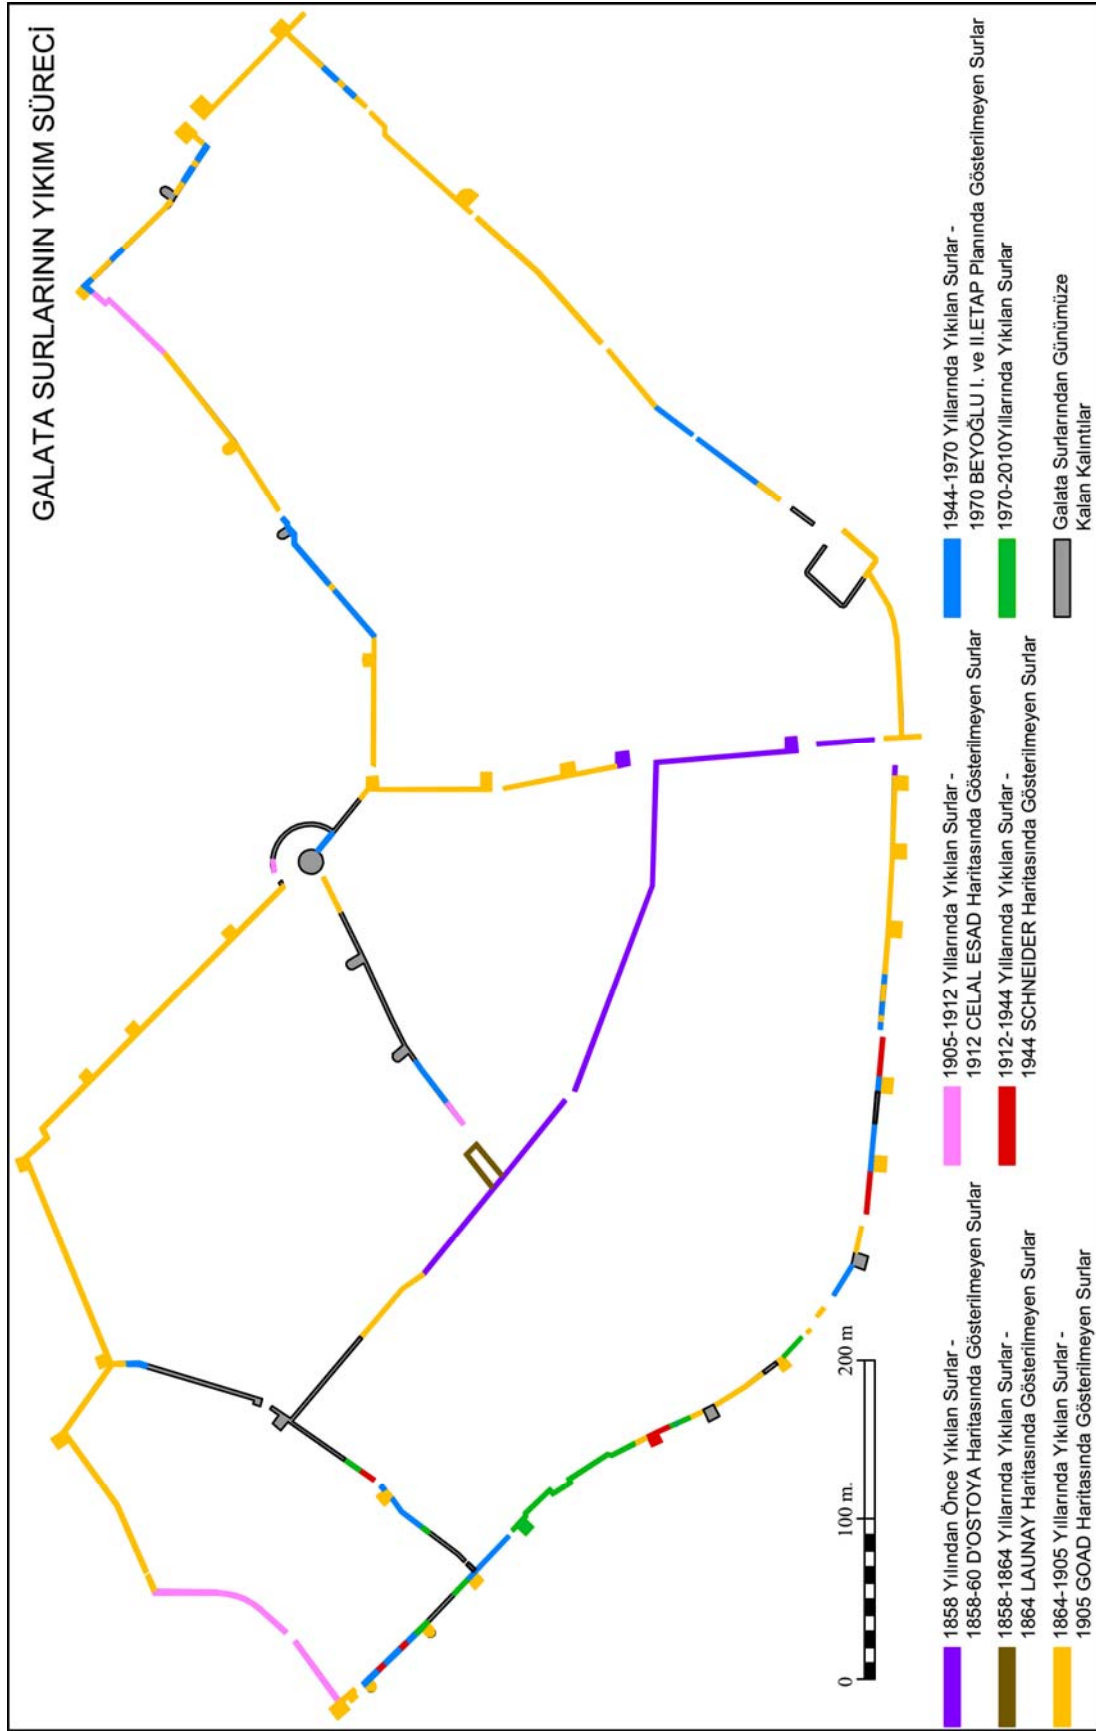 GALATA SURLARININ YIKIM SÜRECİ
0
100 m.
200 m
1858 Yılından Önce Yıkılan Surlar -
1858-60 D'OSTOYA Haritasında Gösterilmeyen Surlar
1858-1864 Yıllarında Yıkılan Surlar -
1864 LAUNAY Haritasında Gösterilmeyen Surlar
1864-1905 Yıllarında Yıkılan Surlar -
1905 GOAD Haritasında Gösterilmeyen Surlar
1905-1912 Yıllarında Yıkılan Surlar -
1912 CELAL ESAD Haritasında Gösterilmeyen Surlar
1912-1944 Yıllarında Yıkılan Surlar -
1944 SCHNEIDER Haritasında Gösterilmeyen Surlar
1944-1970 Yıllarında Yıkılan Surlar -
1970 BEYOĞLU I. ve II.ETAP Planında Gösterilmeyen Surlar
1970-2010Yıllarında Yıkılan Surlar
Galata Surlarından Günümüze
Kalan Kalıntılar